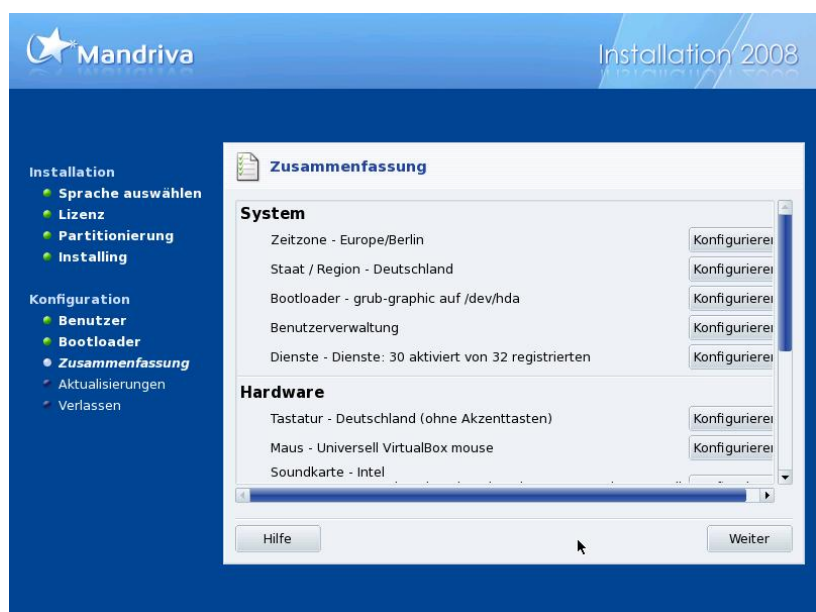 Mandriva
Installation 2008
Installation
Sprache auswählen
Lizenz
Partitionierung
Installing
Konfiguration
Benutzer
Bootloader
Zusammenfassung
Aktualisierungen
Verlassen
Zusammenfassung
System
Zeitzone - Europe/Berlin Konfigurieren
Staat / Region - Deutschland Konfigurieren
Bootloader - grub-graphic auf /dev/hda Konfigurieren
Benutzerverwaltung Konfigurieren
Dienste - Dienste: 30 aktiviert von 32 registrierten Konfigurieren
Hardware
Tastatur - Deutschland (ohne Akzenttasten) Konfigurieren
Maus - Universell VirtualBox mouse Konfigurieren
Soundkarte - Intel
Hilfe Weiter